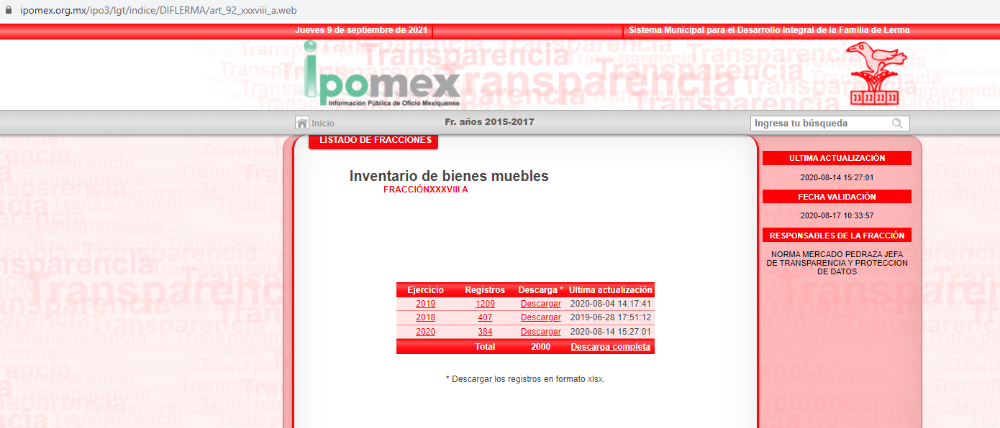 ipomex.org.mx/ipo3/lgt/indice/DIFLERMA/art_92_xxxviii_a.web
Jueves 9 de septiembre de 2021
Sistema Municipal para el Desarrollo Integral de la Familia de Lerma
Transparencia
ipomex
Información Pública de Oficio Mexiquense
Inicio
Fr. años 2015-2017
Ingresa tu búsqueda
LISTADO DE FRACCIONES
Inventario de bienes muebles
FRACCIÓNXXXVIII A
Ejercicio Registros Descarga * Ultima actualización
2019 1209 Descargar 2020-08-04 14:17:41
2018 407 Descargar 2019-06-28 17:51:12
2020 384 Descargar 2020-08-14 15:27:01
Total 2000 Descarga completa
* Descargar los registros en formato xlsx.
ULTIMA ACTUALIZACIÓN
2020-08-14 15:27:01
FECHA VALIDACIÓN
2020-08-17 10:33:57
RESPONSABLES DE LA FRACCIÓN
NORMA MERCADO PEDRAZA JEFA
DE TRANSPARENCIA Y PROTECCION
DE DATOS